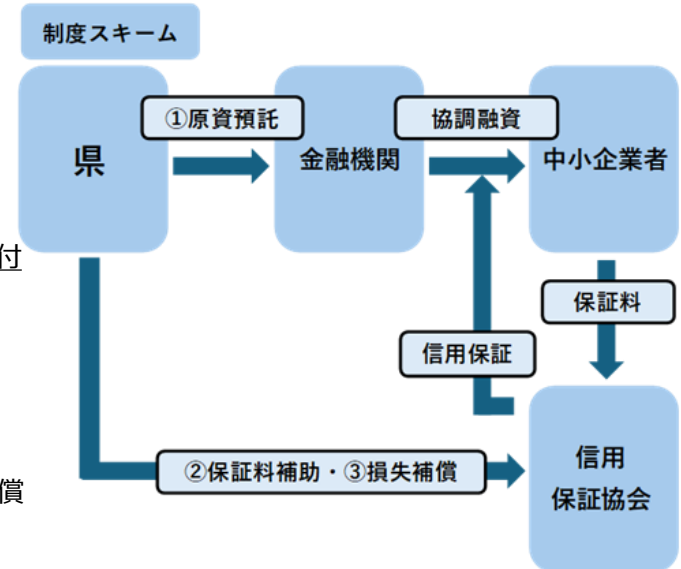 制度スキーム
①原資預託
協調融資
県
金融機関
中小企業者
付
保証料
信用保証
②保証料補助・③損失補償
信用
保証協会
償